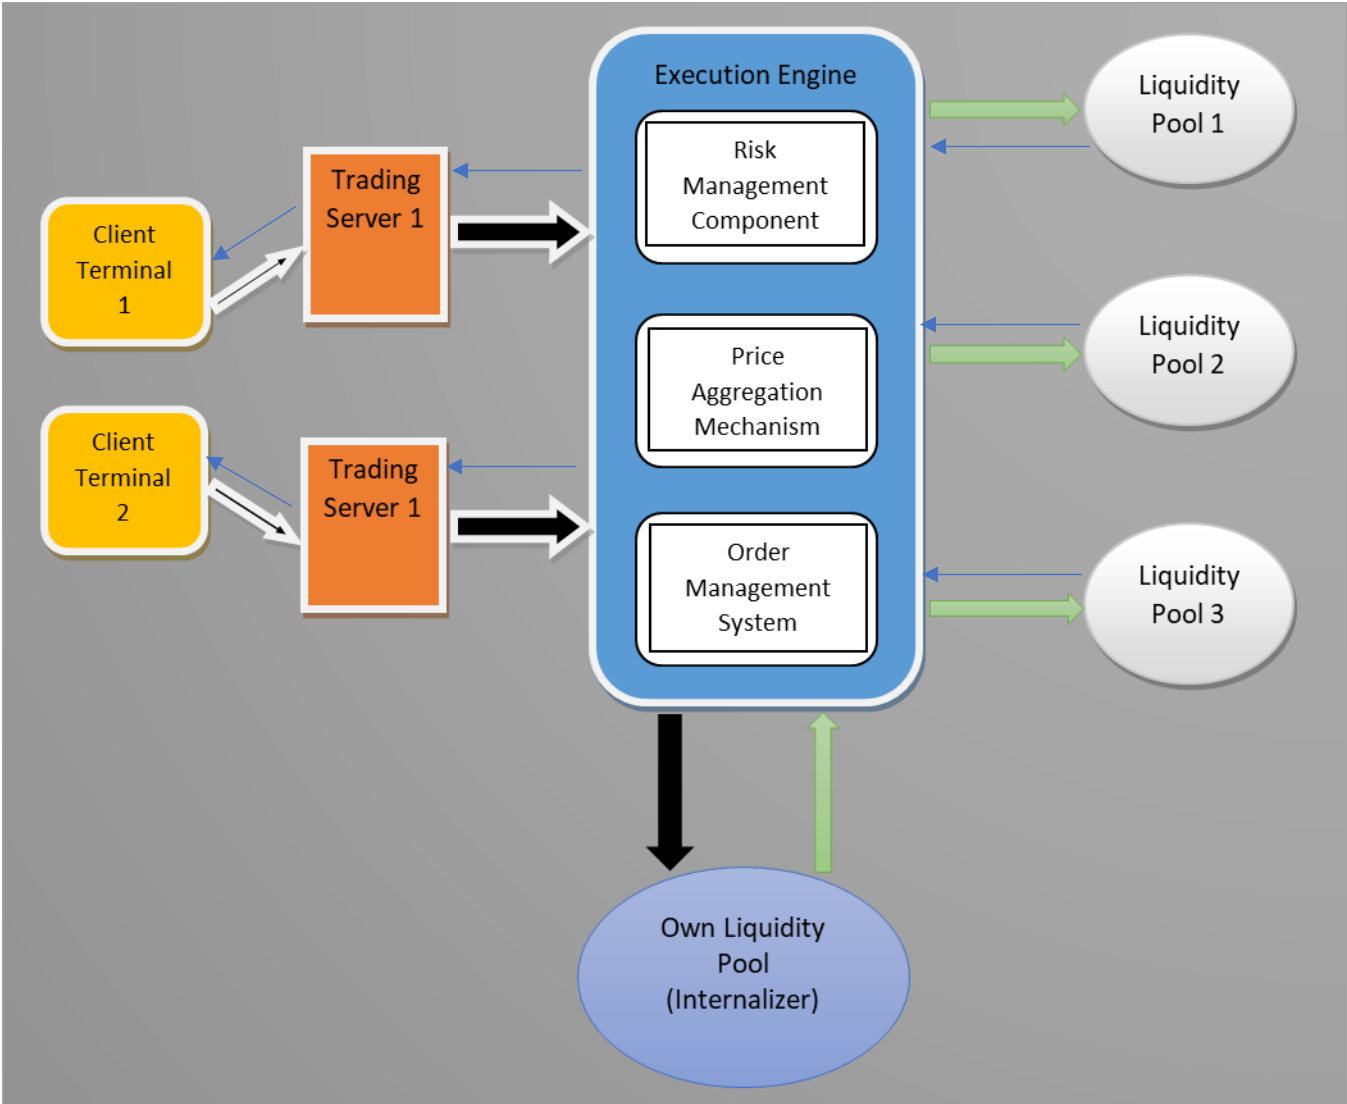 Execution Engine
Risk
Management
Component
Price
Aggregation
Mechanism
Order
Management
System
Client
Terminal
1
Trading
Server 1
Client
Terminal
2
Trading
Server 1
Liquidity
Pool 1
Liquidity
Pool 2
Liquidity
Pool 3
Own Liquidity
Pool
(Internalizer)